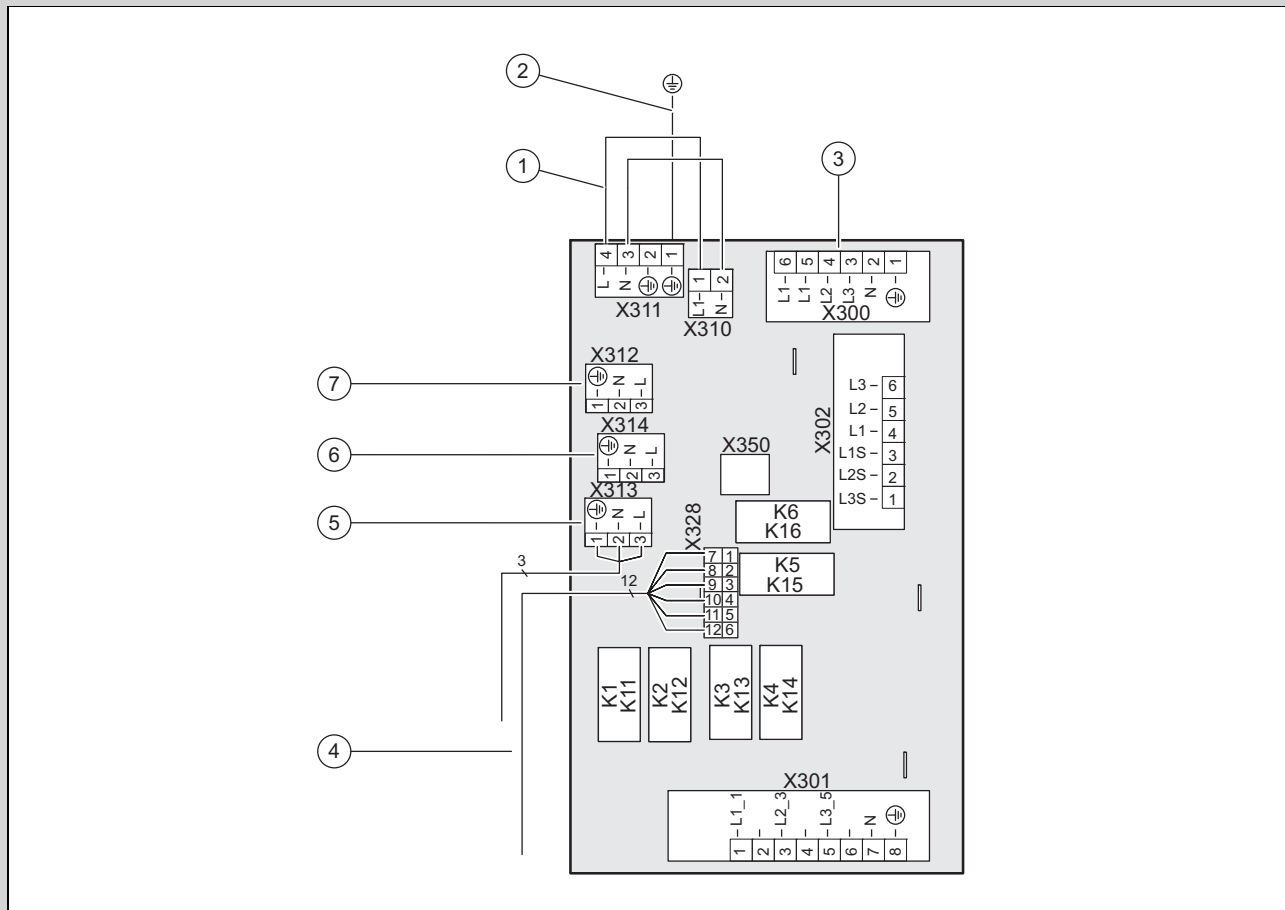 2
1
3
4 3 2 1
L – N – – –
X311
1 2
L1 – N –
X310
6 5 4 3 2 1
L1 – L1 – L2 – L3 – N – –
X300
7
X312
– – N – L
1 2 3
6
X314
– – N – L
1 2 3
5
X313
– – N – L
1 2 3
X350
X302
L3 – 6
L2 – 5
L1 – 4
L1S – 3
L2S – 2
L3S – 1
K6
K16
K5
K15
X328
7 1
8 2
9 3
10 4
11 5
12 6
3
12
K1
K11
K2
K12
K3
K13
K4
K14
4
X301
– L1_1 – – L2_3 – – L3_5 – – N –
1 2 3 4 5 6 7 8